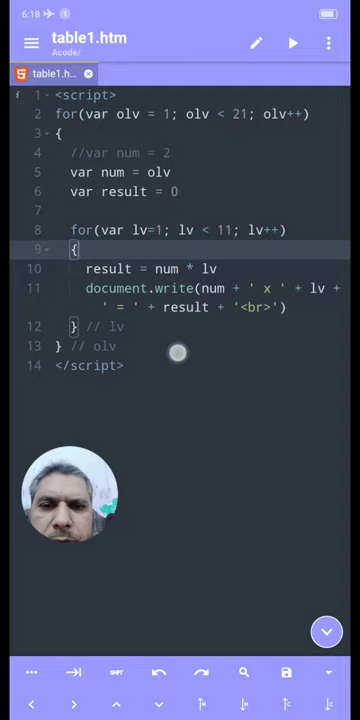 6:18
table1.htm
Acode/
table1.h...
1 <script>
2 for(var olv = 1; olv < 21; olv++)
3 {
4 //var num = 2
5 var num = olv
6 var result = 0
7
8 for(var lv=1; lv < 11; lv++)
9 {
10 result = num * lv
11 document.write(num + ' x ' + lv +
' = ' + result + '<br>')
12 } // lv
13 } // olv
14 </script>
SHIFT